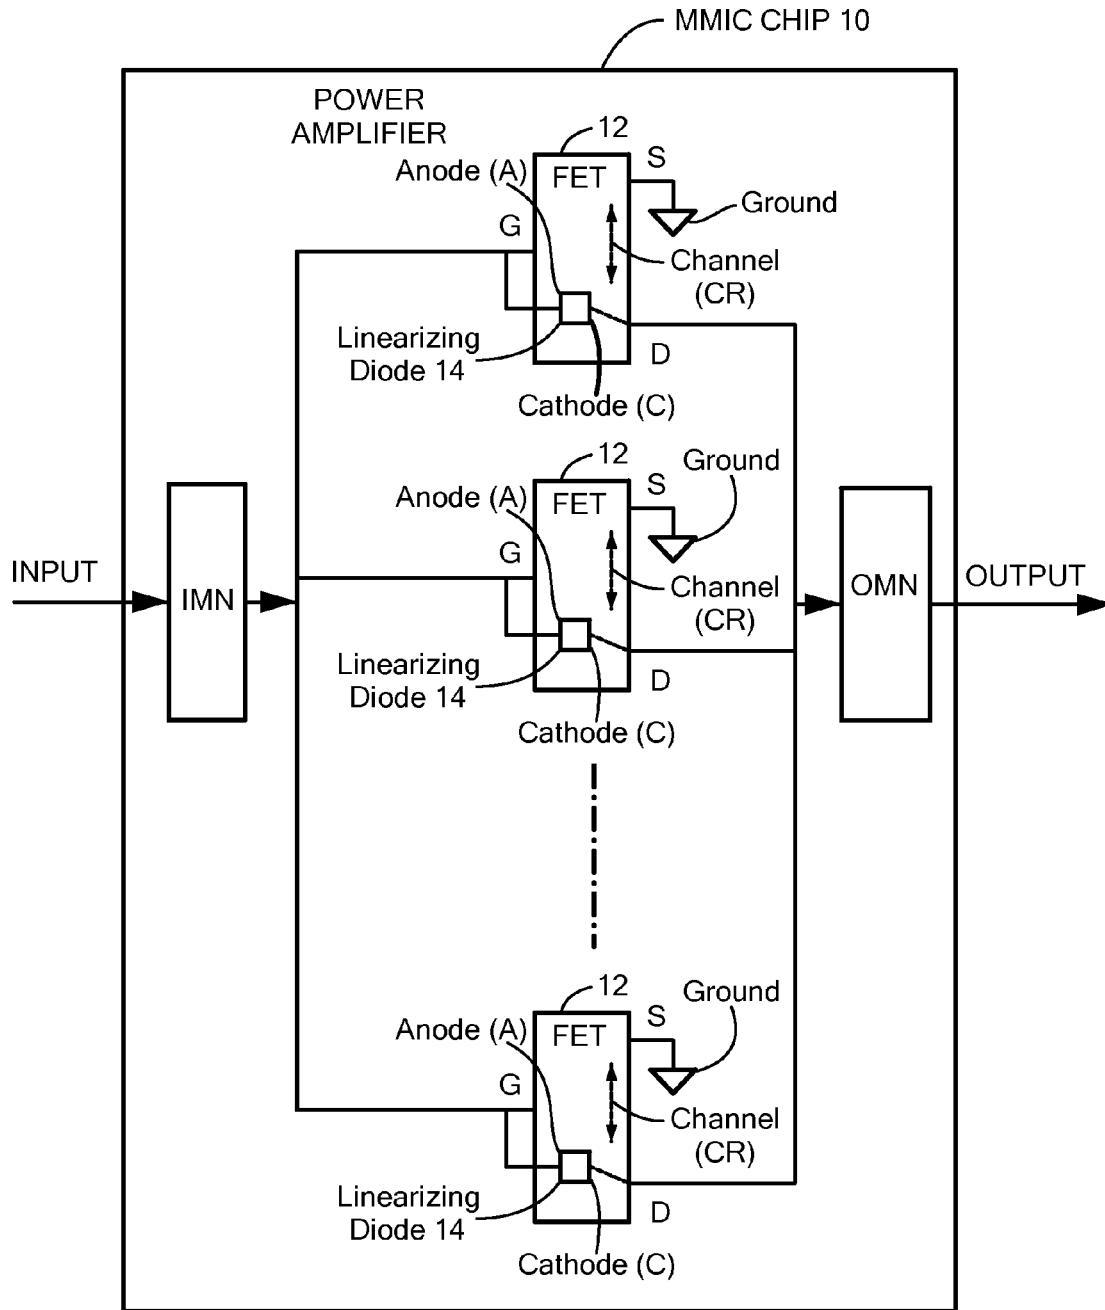 MMIC CHIP 10
POWER
AMPLIFIER
12
Anode (A)
FET
S
Ground
G
Channel
(CR)
Linearizing
Diode 14
D
Cathode (C)
12
Ground
Anode (A)
FET
S
G
Channel
(CR)
Linearizing
Diode 14
D
Cathode (C)
INPUT
IMN
OMN
OUTPUT
12
Ground
Anode (A)
FET
S
G
Channel
(CR)
Linearizing
Diode 14
D
Cathode (C)